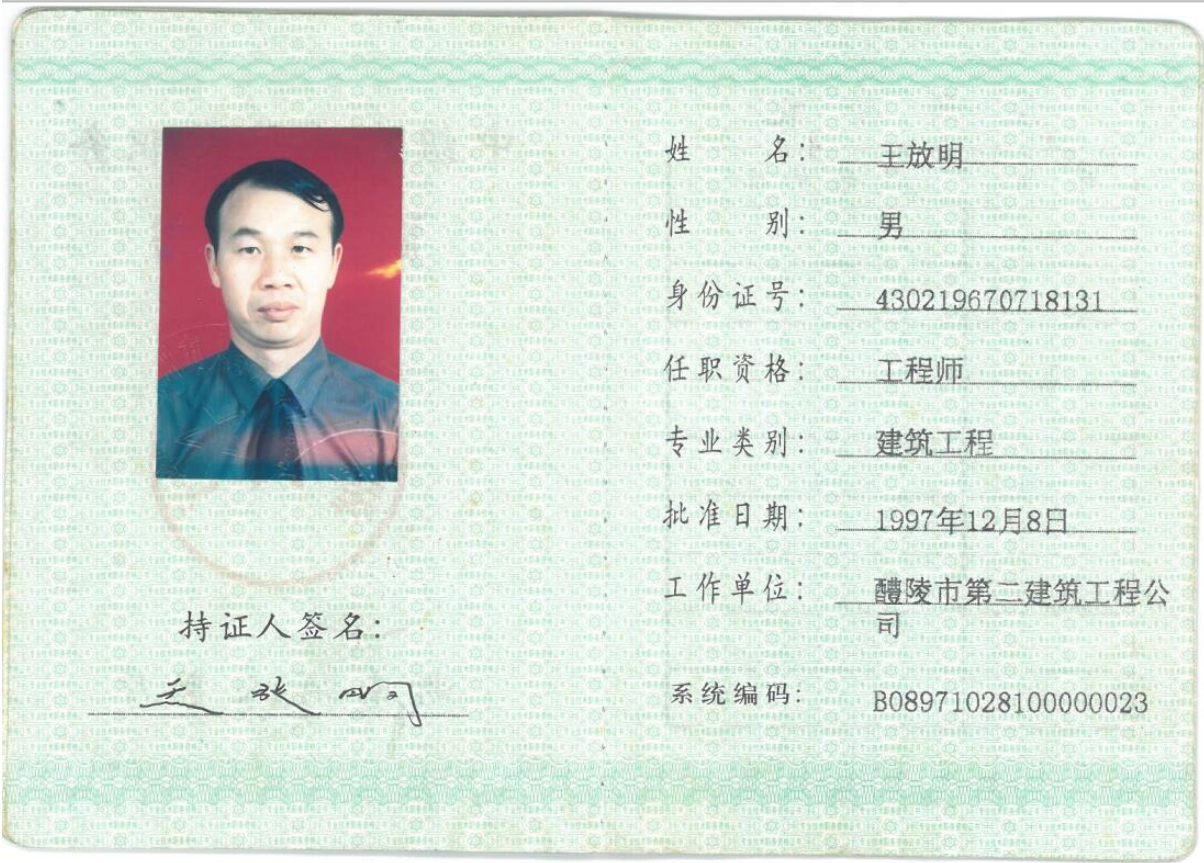 姓名： 王放明
性别： 男
身份证号： 430219670718131
任职资格： 工程师
专业类别： 建筑工程
批准日期： 1997年12月8日
工作单位： 醴陵市第二建筑工程公
司
系统编码： B08971028100000023
持证人签名：
王放明